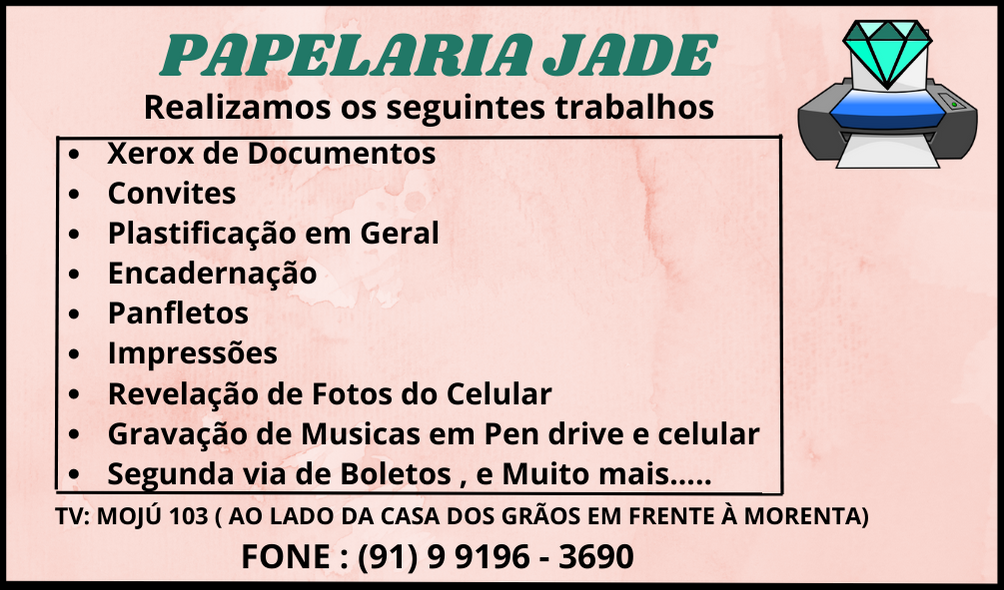 PAPELARIA JADE
Realizamos os seguintes trabalhos
• Xerox de Documentos
• Convites
• Plastificação em Geral
• Encadernação
• Panfletos
• Impressões
• Revelação de Fotos do Celular
• Gravação de Musicas em Pen drive e celular
• Segunda via de Boletos , e Muito mais.....
TV: MOJÚ 103 ( AO LADO DA CASA DOS GRÃOS EM FRENTE À MORENTA)
FONE : (91) 9 9196 - 3690